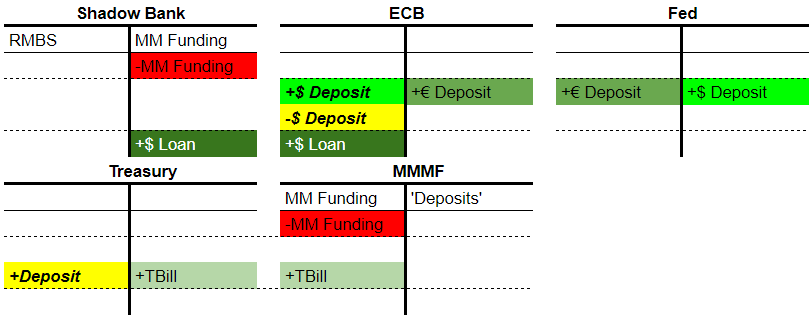 Shadow Bank ECB Fed
RMBS MM Funding
-MM Funding
+$ Deposit +€ Deposit +€ Deposit +$ Deposit
-$ Deposit
+$ Loan +$ Loan
Treasury MMMF
MM Funding 'Deposits'
-MM Funding
+Deposit +TBill +TBill